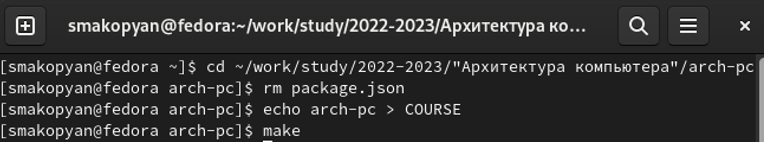 smakopyan@fedora:~/work/study/2022-2023/Архитектура ко...
[smakopyan@fedora ~]$ cd ~/work/study/2022-2023/"Архитектура компьютера"/arch-pc
[smakopyan@fedora arch-pc]$ rm package.json
[smakopyan@fedora arch-pc]$ echo arch-pc > COURSE
[smakopyan@fedora arch-pc]$ make